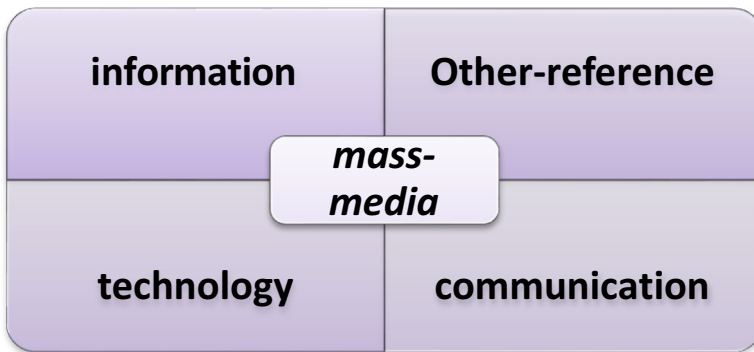 information
Other-reference
mass-
media
technology
communication